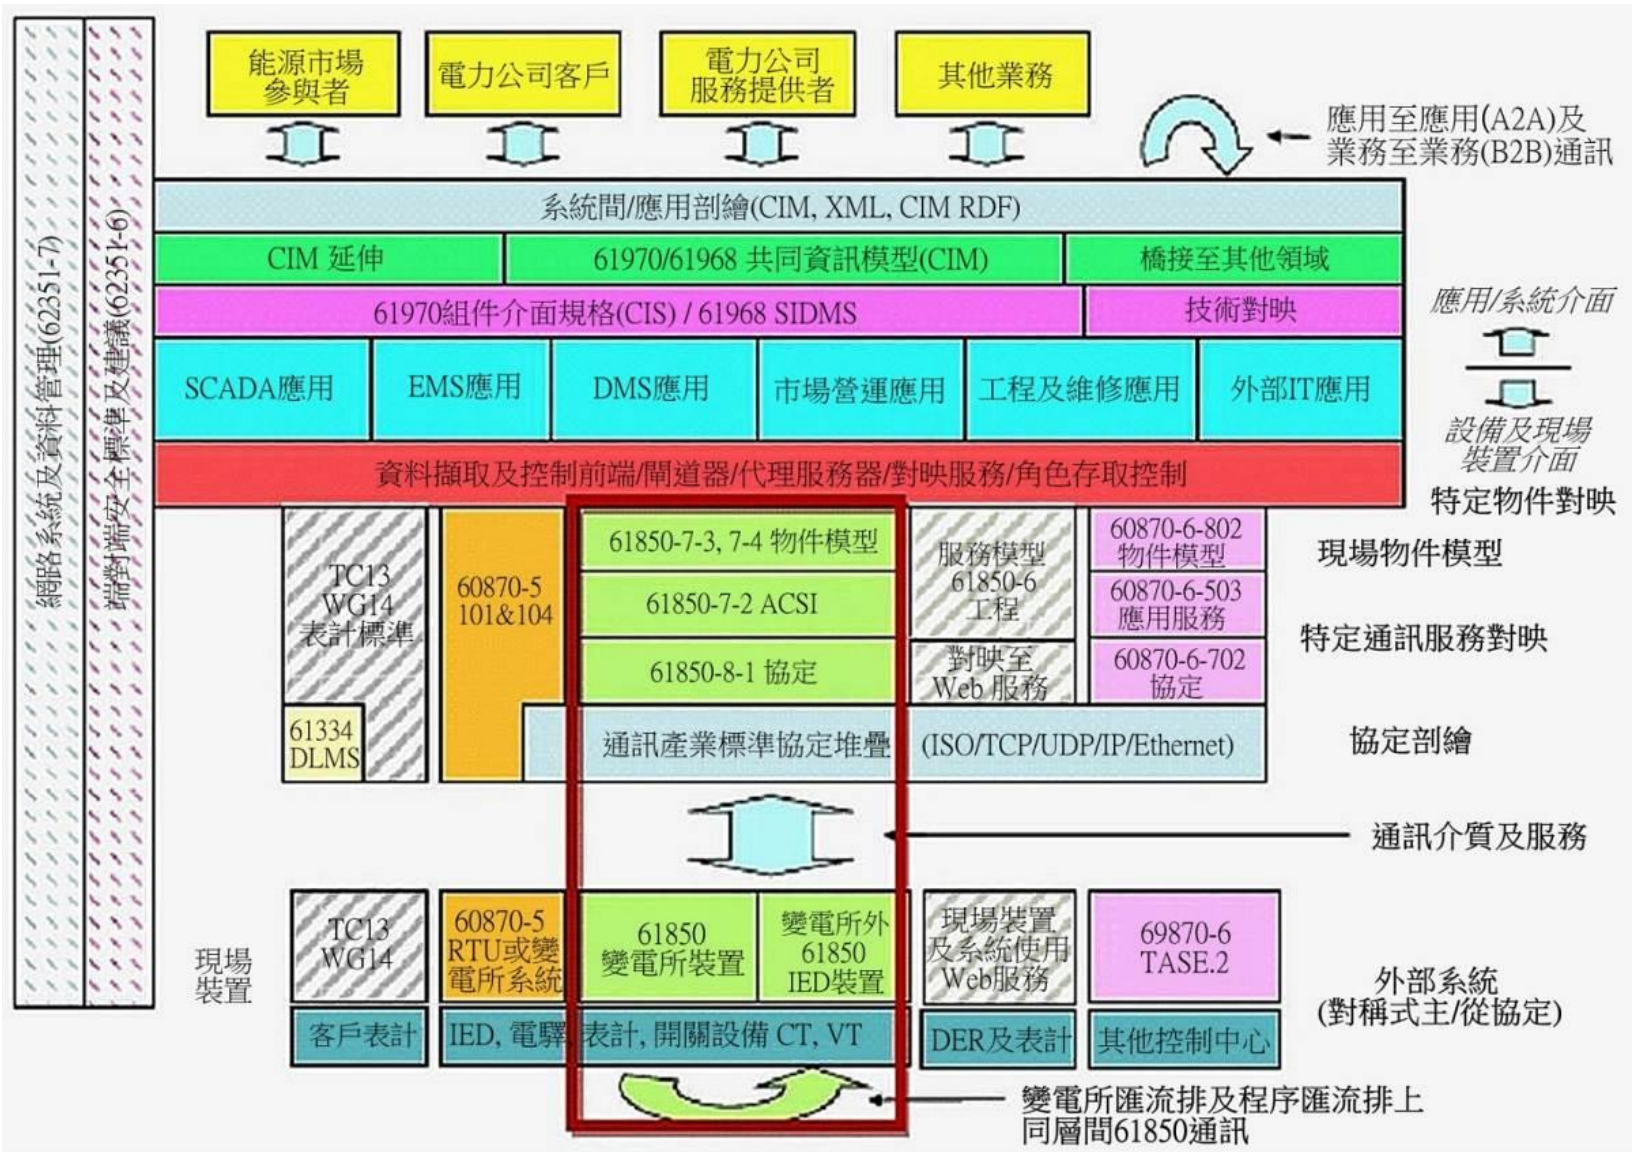 能源市場
參與者
電力公司客戶
電力公司
服務提供者
其他業務
應用至應用(A2A)及
業務至業務(B2B)通訊
網路系統及資料管理(62351-7)
端對端安全標準及建議(62351-6)
系統間/應用剖繪(CIM, XML, CIM RDF)
CIM 延伸
61970/61968 共同資訊模型(CIM)
橋接至其他領域
61970組件介面規格(CIS) / 61968 SIDMS
技術對映
應用/系統介面
SCADA應用
EMS應用
DMS應用
市場營運應用
工程及維修應用
外部IT應用
設備及現場
裝置介面
資料擷取及控制前端/閘道器/代理服務器/對映服務/角色存取控制
特定物件對映
TC13
WG14
表計標準
60870-5
101&104
61850-7-3, 7-4 物件模型
61850-7-2 ACSI
61850-8-1 協定
服務模型
61850-6
工程
對映至
Web 服務
60870-6-802
物件模型
60870-6-503
應用服務
60870-6-702
協定
現場物件模型
特定通訊服務對映
61334
DLMS
通訊產業標準協定堆疊 (ISO/TCP/UDP/IP/Ethernet)
協定剖繪
通訊介質及服務
現場
裝置
TC13
WG14
60870-5
RTU或變
電所系統
61850
變電所裝置
變電所外
61850
IED裝置
現場裝置
及系統使用
Web服務
69870-6
TASE.2
外部系統
(對稱式主/從協定)
客戶表計
IED, 電驛, 表計, 開關設備 CT, VT
DER及表計
其他控制中心
變電所匯流排及程序匯流排上
同層間61850通訊